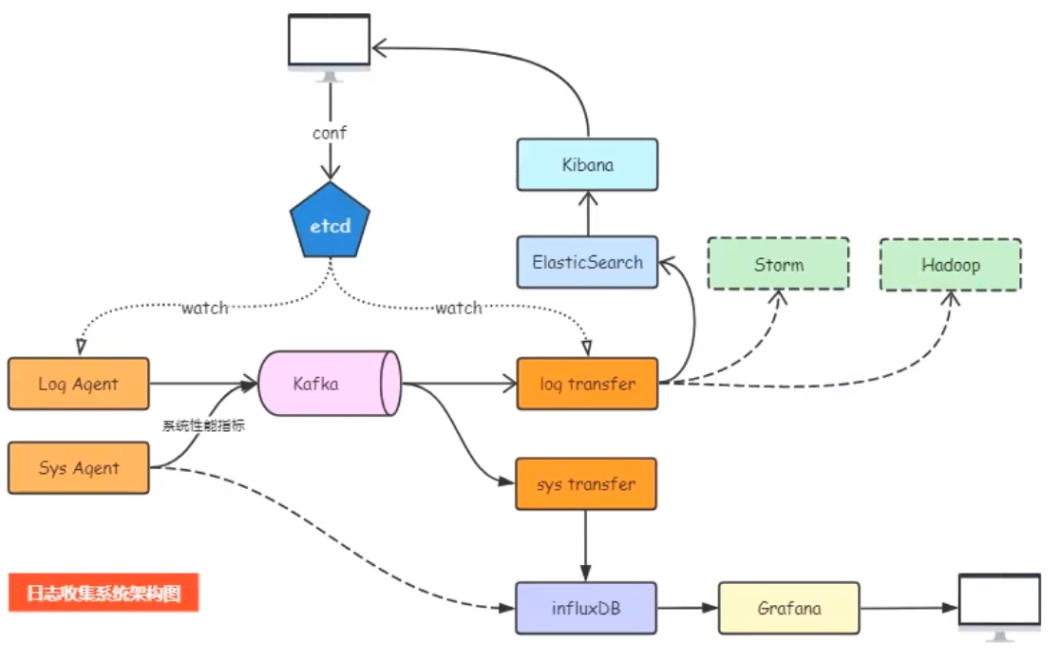 conf
etcd
Kibana
ElasticSearch
Storm
Hadoop
watch
watch
Log Agent
Kafka
log transfer
系统性能指标
Sys Agent
sys transfer
日志收集系统架构图
influxDB
Grafana